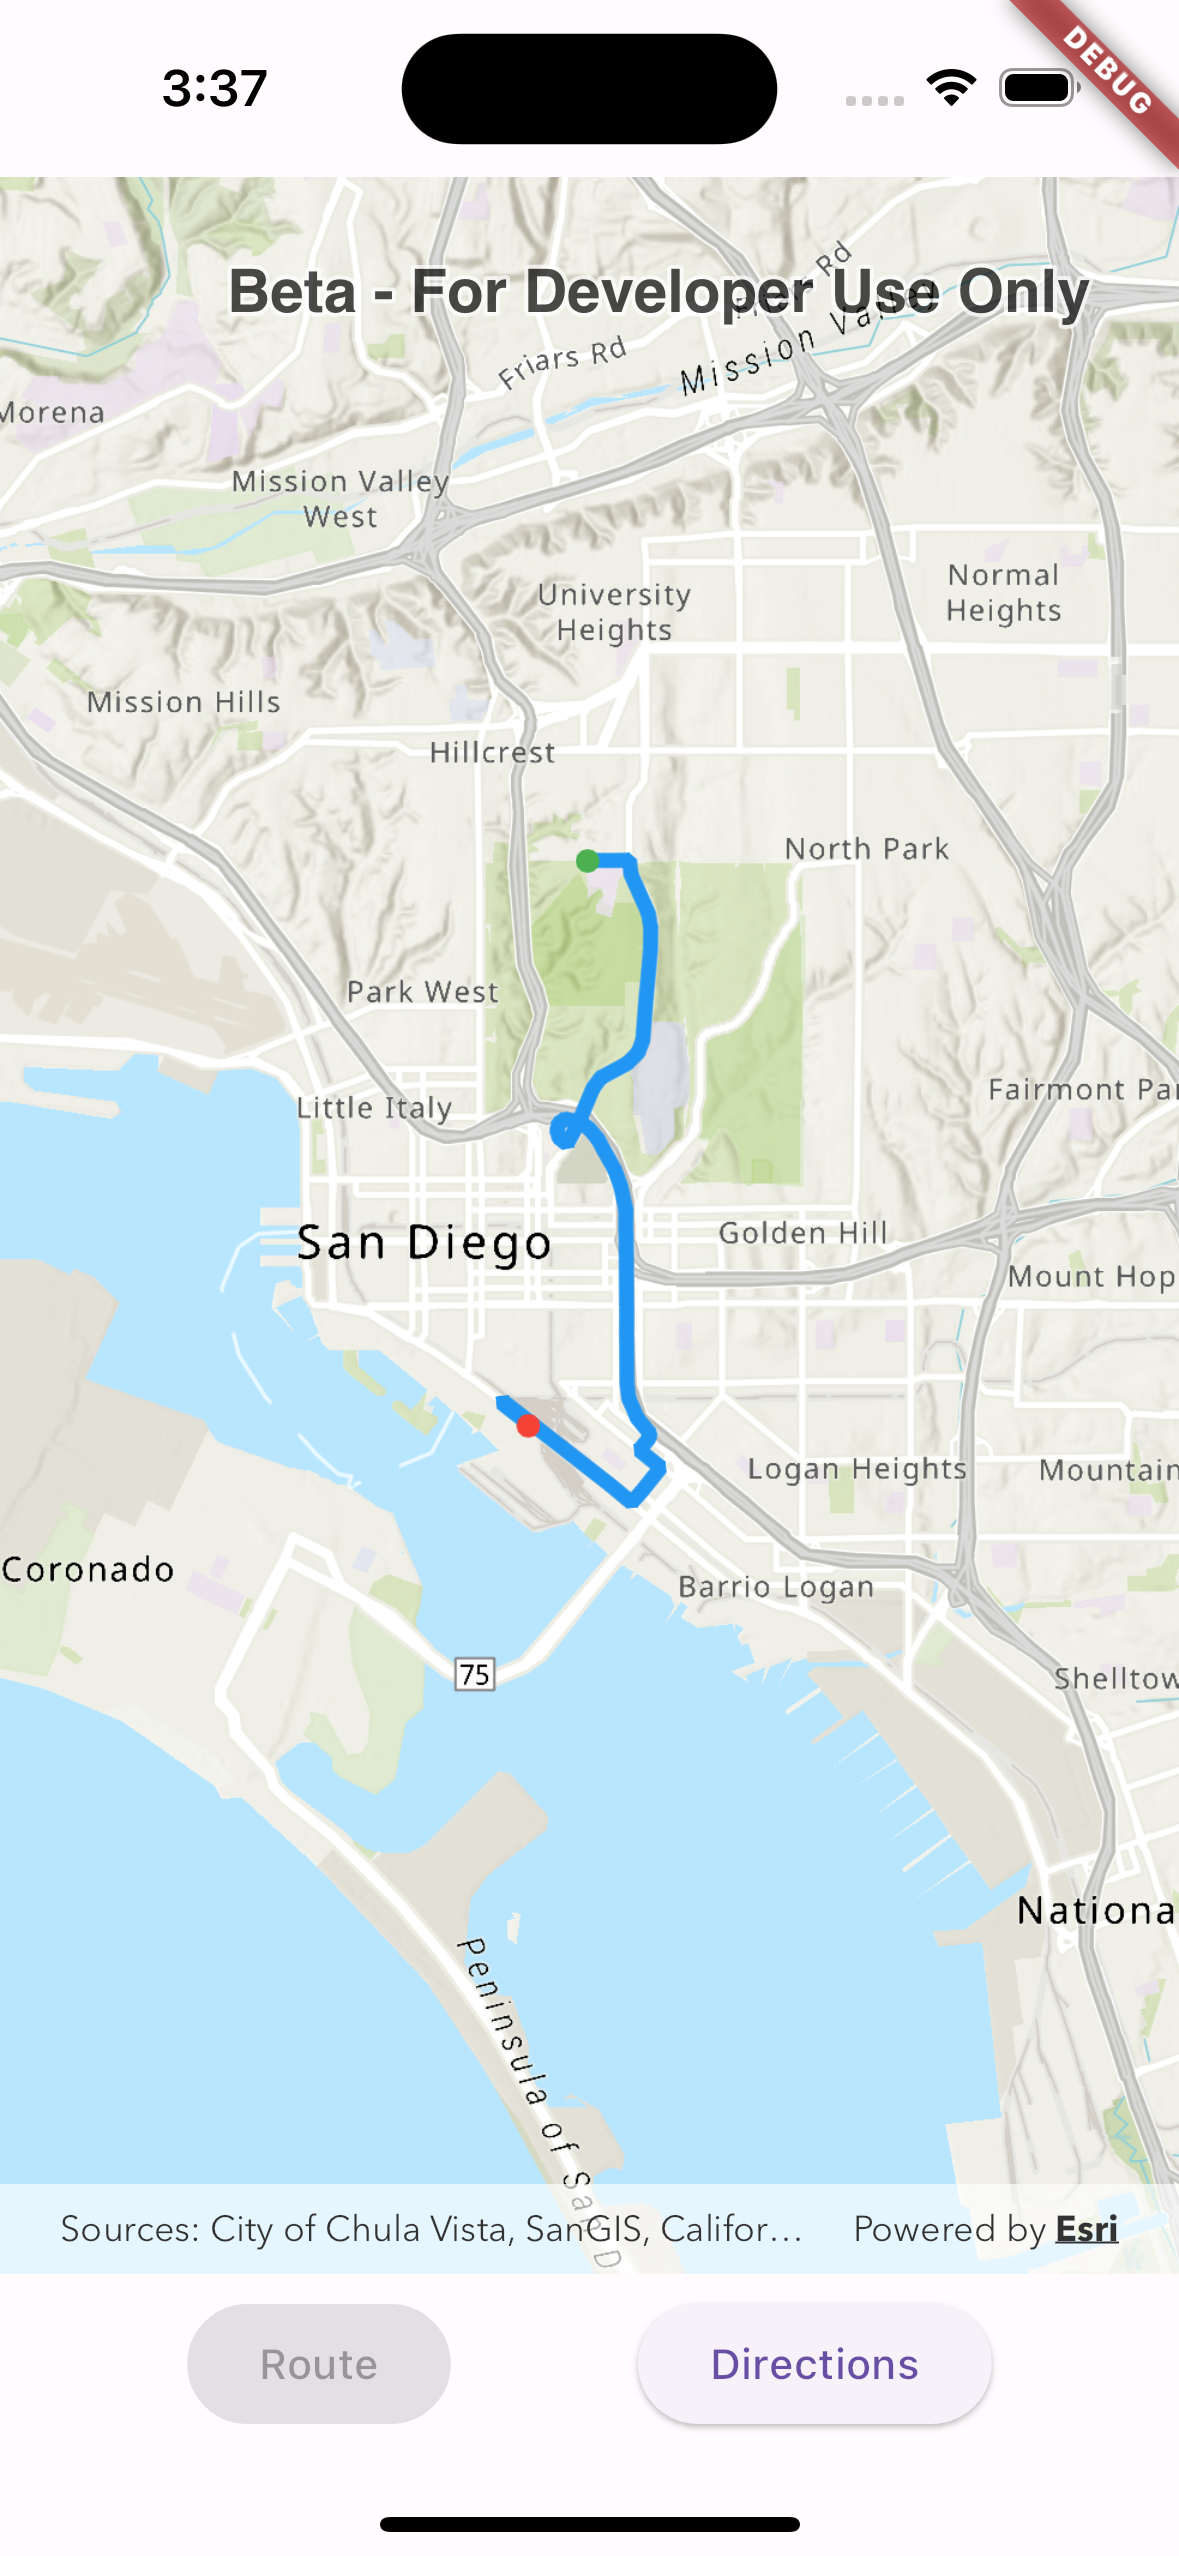 3:37
DEBUG
Beta - For Developer Use Only
Friars Rd
Mission Valley
Friars Rd
Morena
Mission Valley
West
University
Heights
Normal
Heights
Mission Hills
Hillcrest
North Park
Park West
Little Italy
Fairmont Par
San Diego
Golden Hill
Mount Hop
Logan Heights
Mountain
Coronado
Barrio Logan
75
Shelltow
Nationa
Peninsula of San D
Sources: City of Chula Vista, SanGIS, Califor...
Powered by Esri
Route
Directions